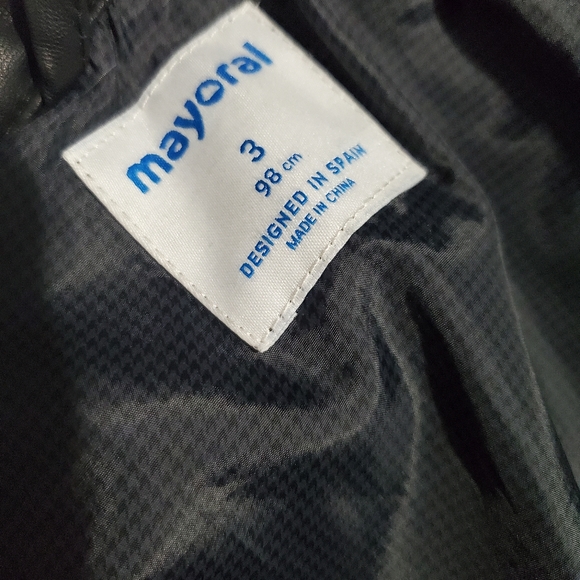 mayoral
3
98 cm
DESIGNED IN SPAIN
MADE IN CHINA